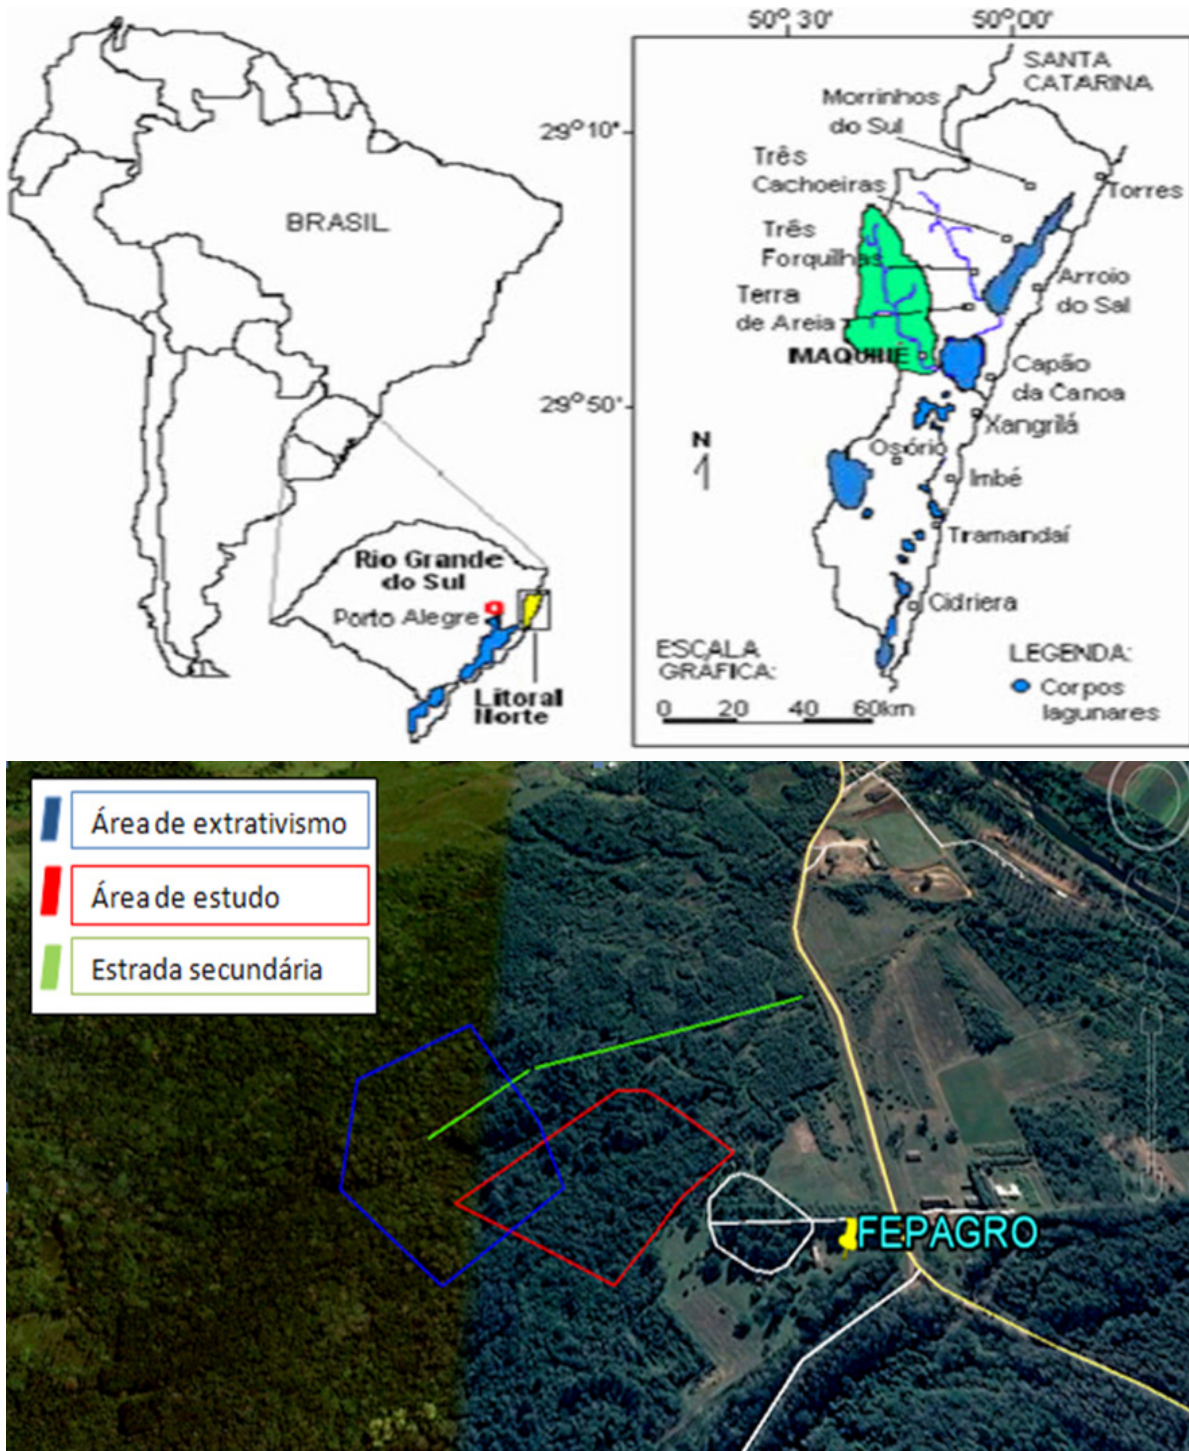 BRASIL
Rio Grande
do Sul
Porto Alegre
Litoral
Norte
50° 30'
50° 00'
29° 10'
29° 50'
SANTA
CATARINA
Morrinhos
do Sul
Três
Cachoeiras
Torres
Três
Forquilhas
Arroio
do Sal
Terra
de Areia
MAQUINÉ
Capão
da Canoa
Xangrilá
N
Osório
Imbé
Tramandaí
Cidriera
ESCALA
GRÁFICA:
0 20 40 60km
LEGENDA:
Corpos
lagunares
Área de extrativismo
Área de estudo
Estrada secundária
FEPAGRO